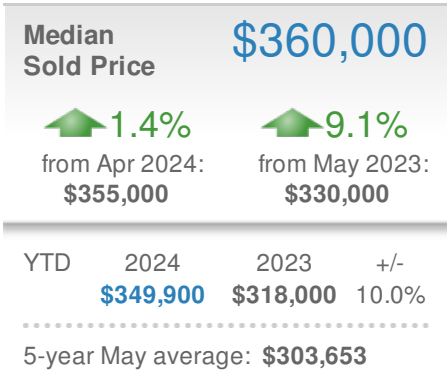 Median
Sold Price
$360,000
1.4%
from Apr 2024:
$355,000
9.1%
from May 2023:
$330,000
YTD 2024 2023 +/-
$349,900 $318,000 10.0%
5-year May average: $303,653